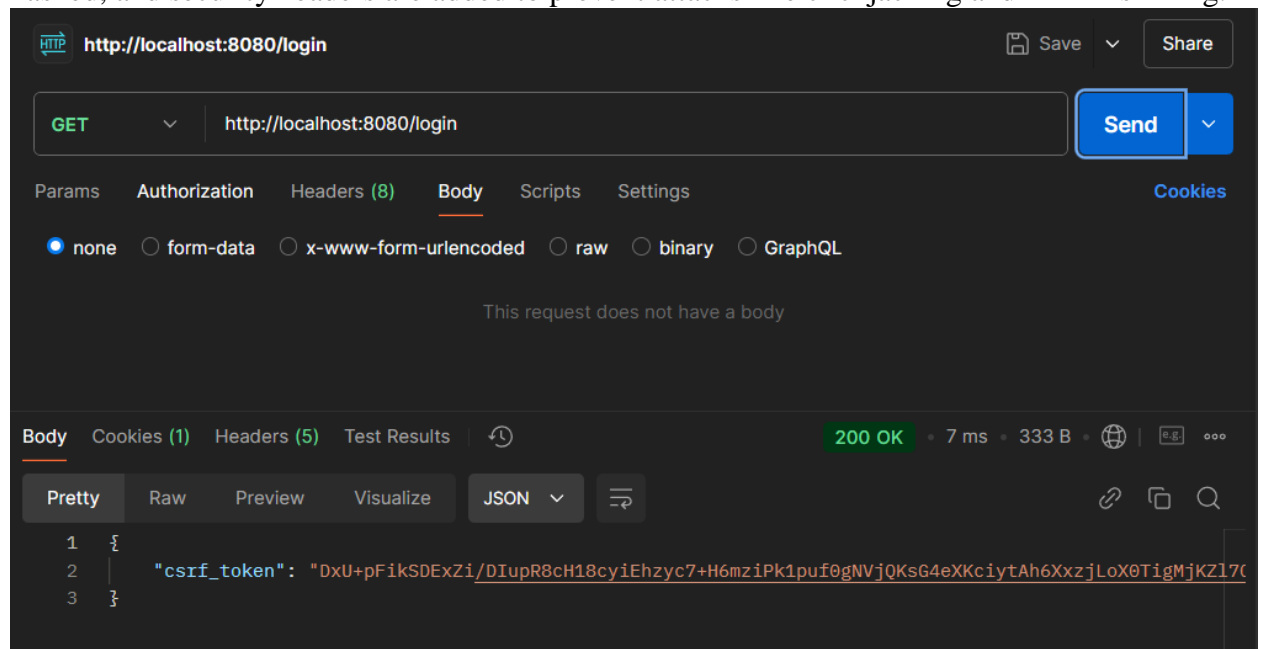 HTTP http://localhost:8080/login Save Share
GET http://localhost:8080/login Send
Params Authorization Headers (8) Body Scripts Settings Cookies
none form-data x-www-form-urlencoded raw binary GraphQL
This request does not have a body
Body Cookies (1) Headers (5) Test Results 200 OK • 7 ms • 333 B • e.g.
Pretty Raw Preview Visualize JSON
1 {
2 "csrf_token": "DxU+pFikSDExZi/DIupR8cH18cyiEhzyc7+H6mziPk1puf0gNVjQKsG4eXKciytAh6XxzjLoX0TigMjKZl7
3 }